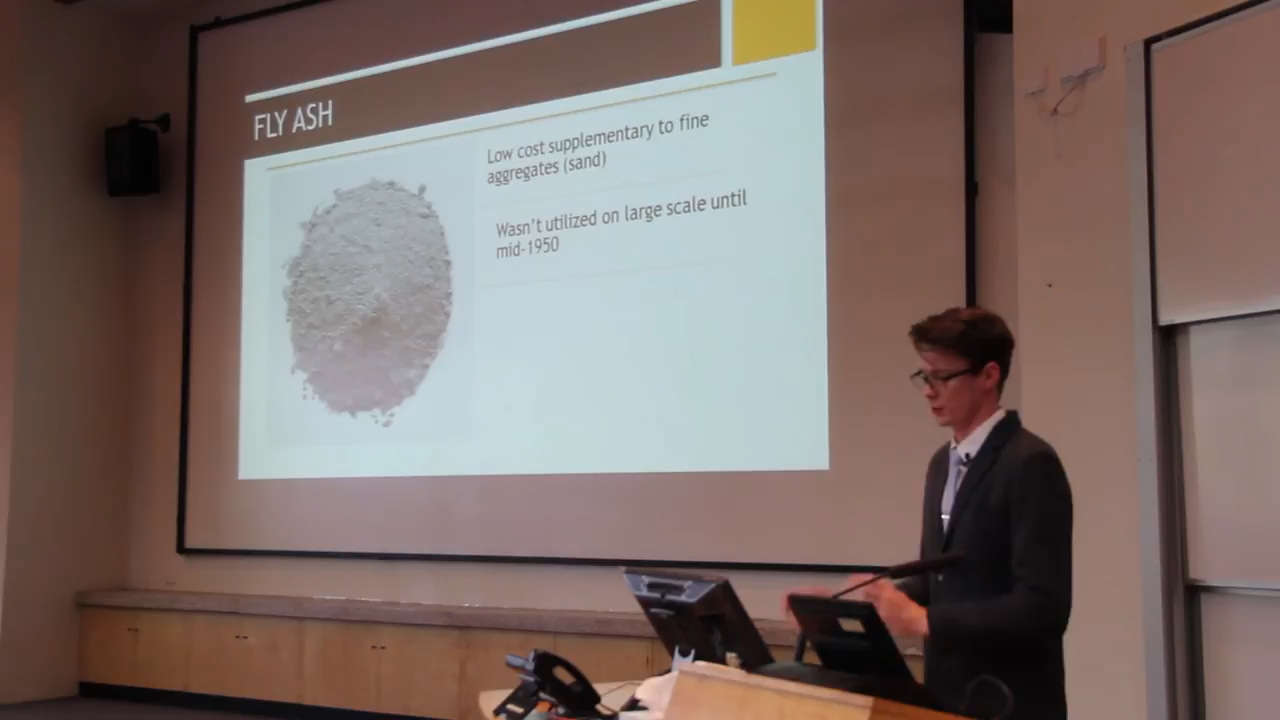 FLY ASH
Low cost supplementary to fine
aggregates (sand)
Wasn't utilized on large scale until
mid-1950